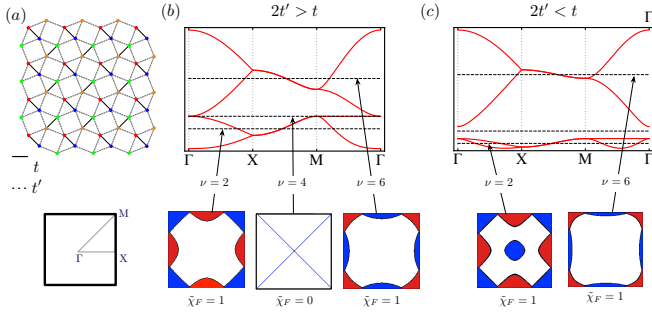 (a)
t
t′
M
Γ
X
(b)
2t′ > t
Γ
X
M
Γ
ν = 2
ν = 4
ν = 6
χ̃F = 1
χ̃F = 0
χ̃F = 1
(c)
2t′ < t
Γ
Γ
X
M
Γ
ν = 2
ν = 6
χ̃F = 1
χ̃F = 1